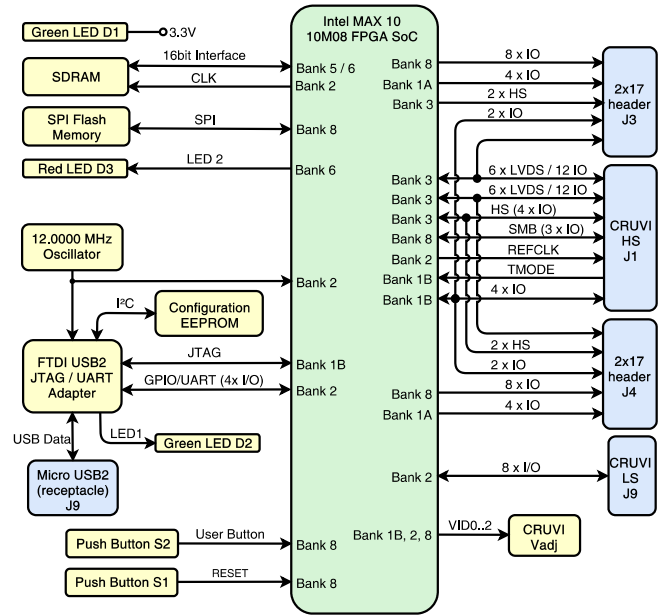 Intel MAX 10
10M08 FPGA SoC
Green LED D1
3.3V
SDRAM
16bit Interface
CLK
Bank 5 / 6
Bank 2
SPI Flash
Memory
SPI
Bank 8
Red LED D3
LED 2
Bank 6
12.0000 MHz
Oscillator
Bank 2
I²C
Configuration
EEPROM
FTDI USB2
JTAG / UART
Adapter
JTAG
Bank 1B
GPIO/UART (4x I/O)
Bank 2
USB Data
LED1
Green LED D2
Micro USB2
(receptacle)
J9
Push Button S2
User Button
Bank 8
Push Button S1
RESET
Bank 8
Bank 8
8 x IO
Bank 1A
4 x IO
Bank 3
2 x HS
2 x IO
2x17
header
J3
Bank 3
6 x LVDS / 12 IO
Bank 3
6 x LVDS / 12 IO
Bank 3
HS (4 x IO)
Bank 8
SMB (3 x IO)
Bank 2
REFCLK
Bank 1B
TMODE
Bank 1B
4 x IO
CRUVI
HS
J1
2 x HS
2 x IO
Bank 8
8 x IO
Bank 1A
4 x IO
2x17
header
J4
Bank 2
8 x I/O
CRUVI
LS
J9
Bank 1B, 2, 8
VID0..2
CRUVI
Vadj